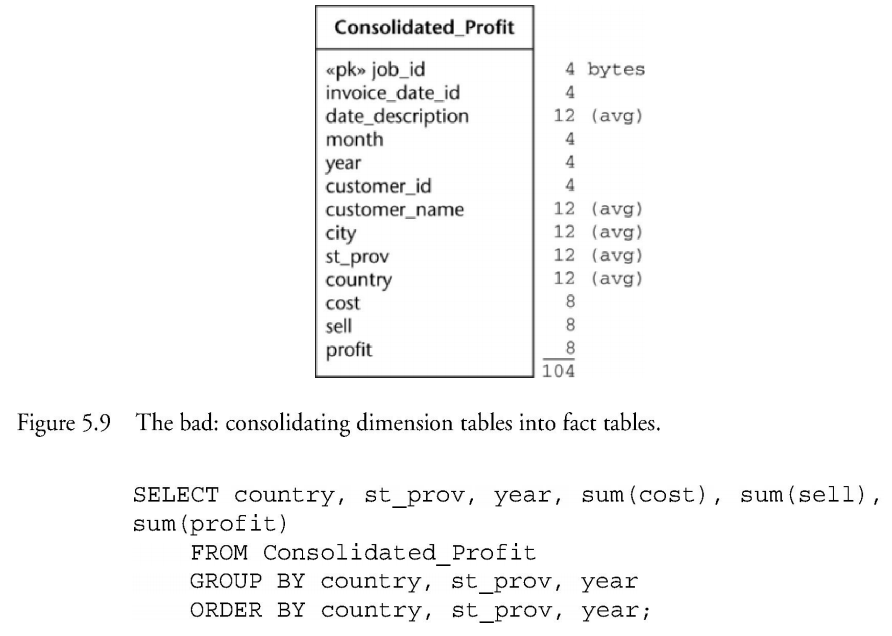 Consolidated_Profit
«pk» job_id 4 bytes
invoice_date_id 4
date_description 12 (avg)
month 4
year 4
customer_id 4
customer_name 12 (avg)
city 12 (avg)
st_prov 12 (avg)
country 12 (avg)
cost 8
sell 8
profit 8
104
Figure 5.9 The bad: consolidating dimension tables into fact tables.
SELECT country, st_prov, year, sum(cost), sum(sell),
sum(profit)
FROM Consolidated_Profit
GROUP BY country, st_prov, year
ORDER BY country, st_prov, year;